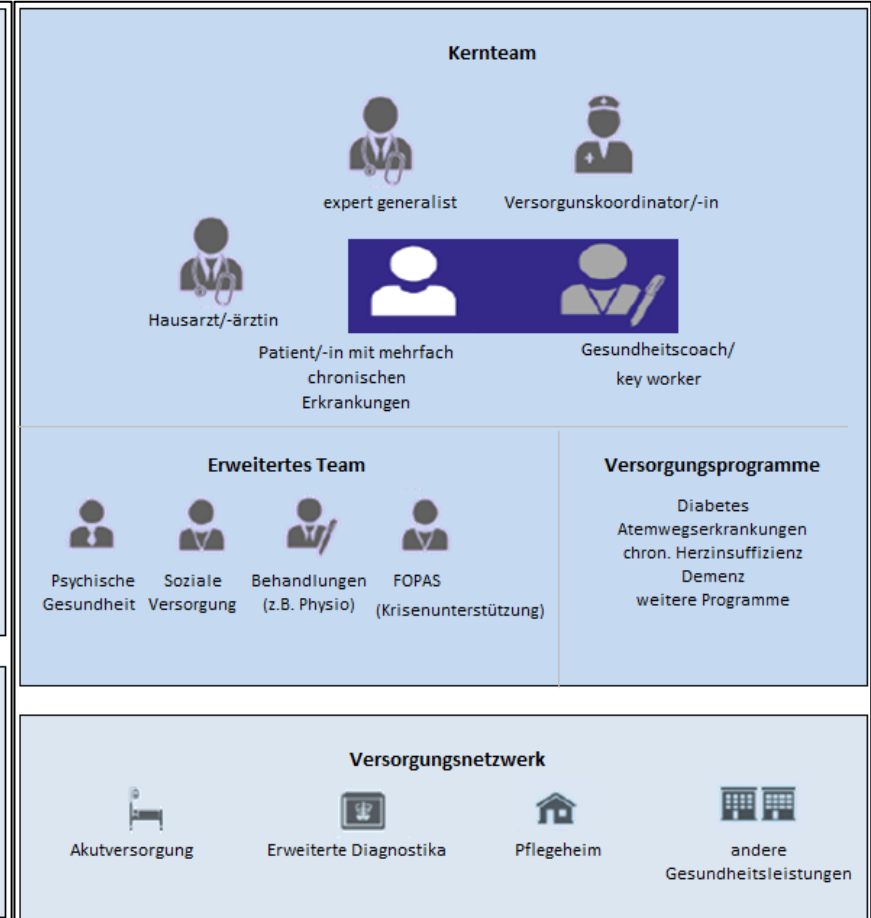 Kernteam
expert generalist
Versorgunskoordinator/-in
Hausarzt/-ärztin
Patient/-in mit mehrfach
chronischen
Erkrankungen
Gesundheitscoach/
key worker
Erweitertes Team
Psychische
Gesundheit
Soziale
Versorgung
Behandlungen
(z.B. Physio)
FOPAS
(Krisenunterstützung)
Versorgungsprogramme
Diabetes
Atemwegserkrankungen
chron. Herzinsuffizienz
Demenz
weitere Programme
Versorgungsnetzwerk
Akutversorgung
Erweiterte Diagnostika
Pflegeheim
andere
Gesundheitsleistungen